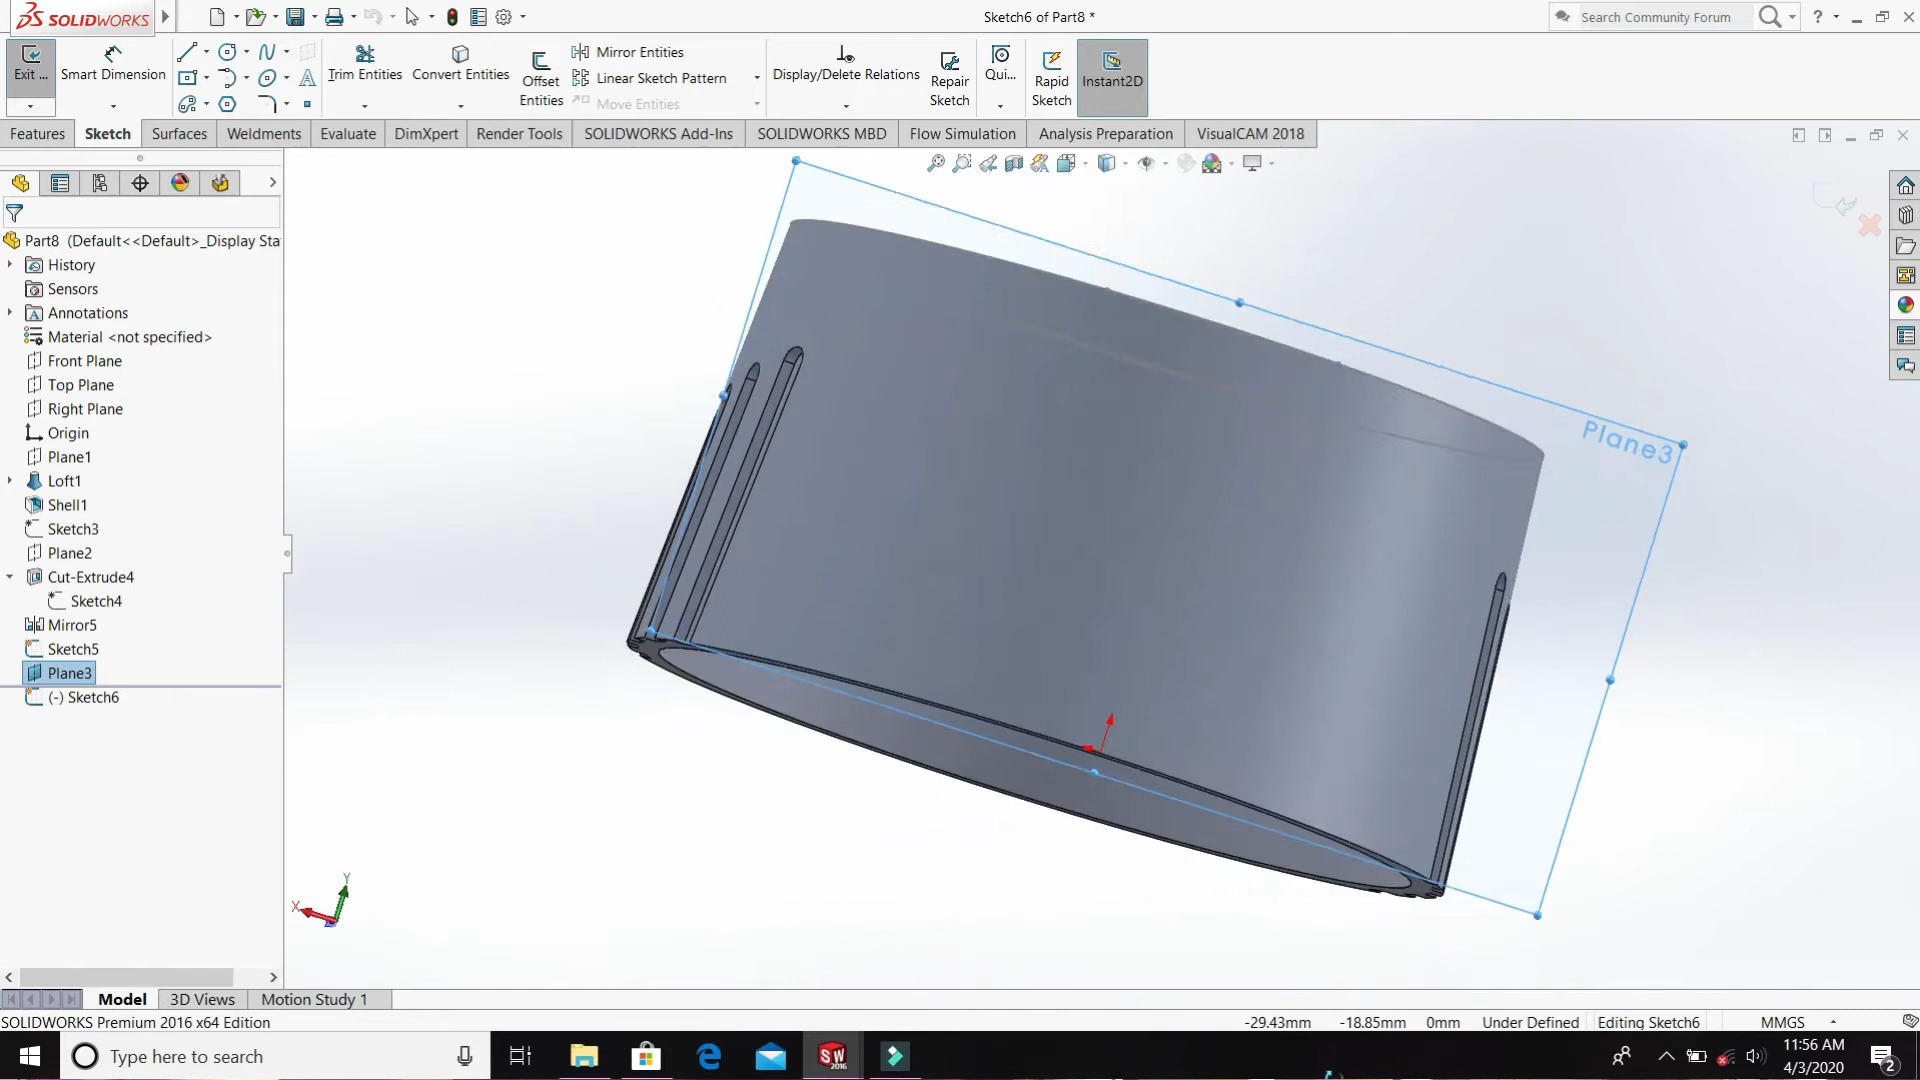 SOLIDWORKS
Sketch6 of Part8 *
Search Community Forum
?
Exit ...
Smart Dimension
Trim Entities
Convert Entities
Offset Entities
Mirror Entities
Linear Sketch Pattern
Move Entities
Display/Delete Relations
Repair Sketch
Qui...
Rapid Sketch
Instant2D
Features
Sketch
Surfaces
Weldments
Evaluate
DimXpert
Render Tools
SOLIDWORKS Add-Ins
SOLIDWORKS MBD
Flow Simulation
Analysis Preparation
VisualCAM 2018
Part8 (Default<<Default>_Display Sta
History
Sensors
Annotations
Material <not specified>
Front Plane
Top Plane
Right Plane
Origin
Plane1
Loft1
Shell1
Sketch3
Plane2
Cut-Extrude4
Sketch4
Mirror5
Sketch5
Plane3
(-) Sketch6
Plane3
Y
X
Model
3D Views
Motion Study 1
SOLIDWORKS Premium 2016 x64 Edition
-29.43mm
-18.85mm
0mm
Under Defined
Editing Sketch6
MMGS
Type here to search
SW
2016
11:56 AM
4/3/2020
2